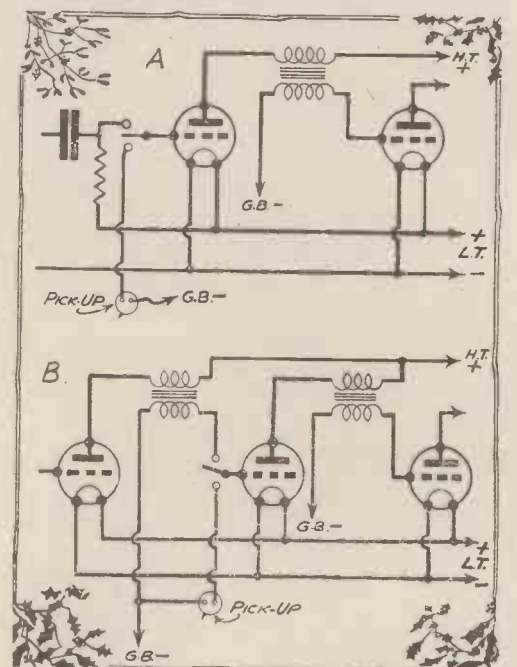 A
H.T.
+
G.B.-
+
L.T.
-
PICK-UP
G.B.-
B
H.T.
+
G.B.-
+
L.T.
-
PICK-UP
G.B.-